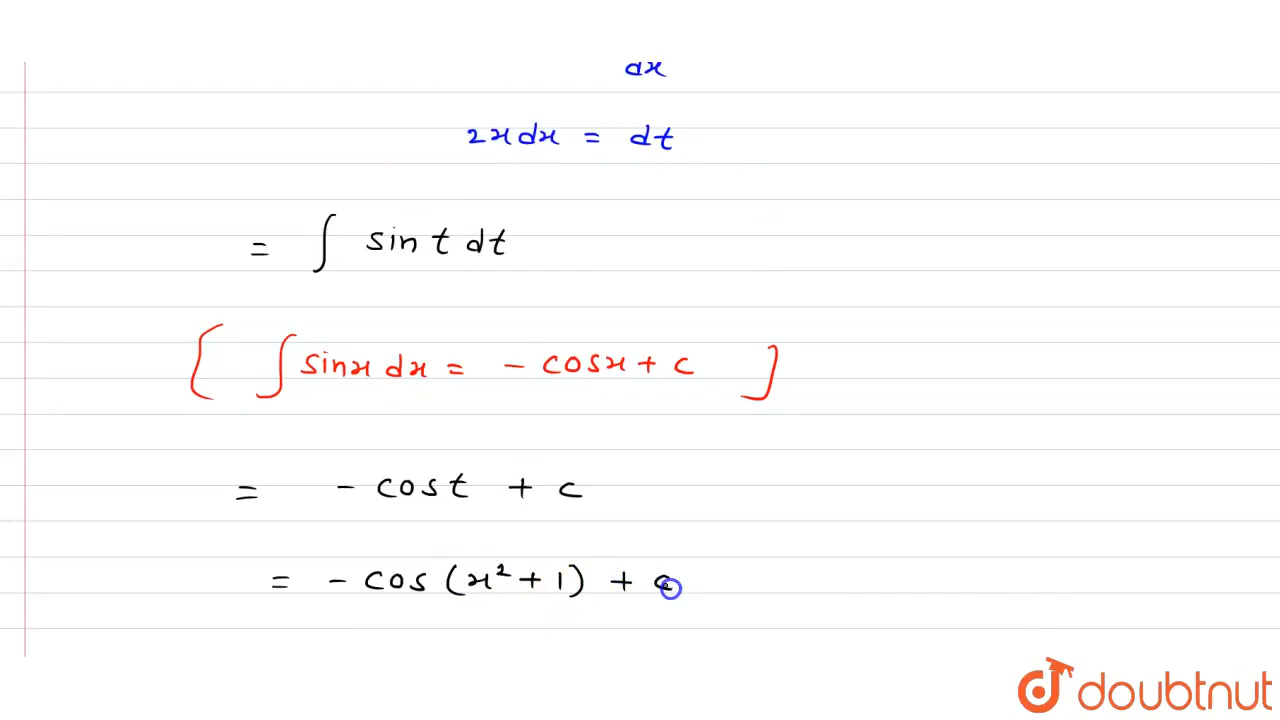 dx
2xdx = dt
= ∫ sin t dt
[ ∫ sinx dx = - cosx + c ]
= - cost + c
= - cos (x² + 1) + c
doubtnut